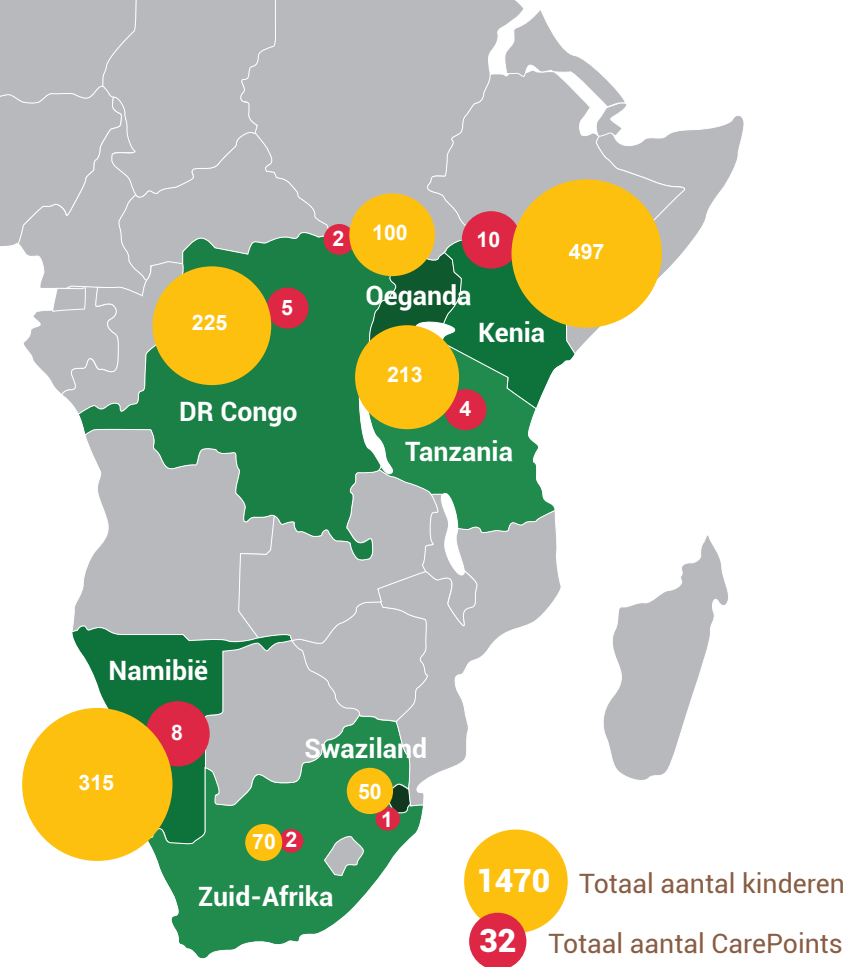 2
100
10
497
Oeganda
225
5
Kenia
213
4
DR Congo
Tanzania
Namibië
8
Swaziland
315
50
1
70
2
Zuid-Afrika
1470 Totaal aantal kinderen
32 Totaal aantal CarePoints